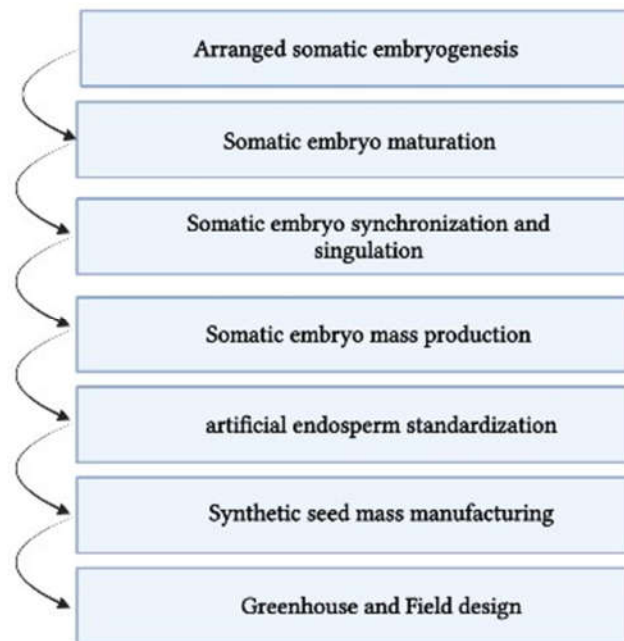 Arranged somatic embryogenesis
Somatic embryo maturation
Somatic embryo synchronization and
singulation
Somatic embryo mass production
artificial endosperm standardization
Synthetic seed mass manufacturing
Greenhouse and Field design